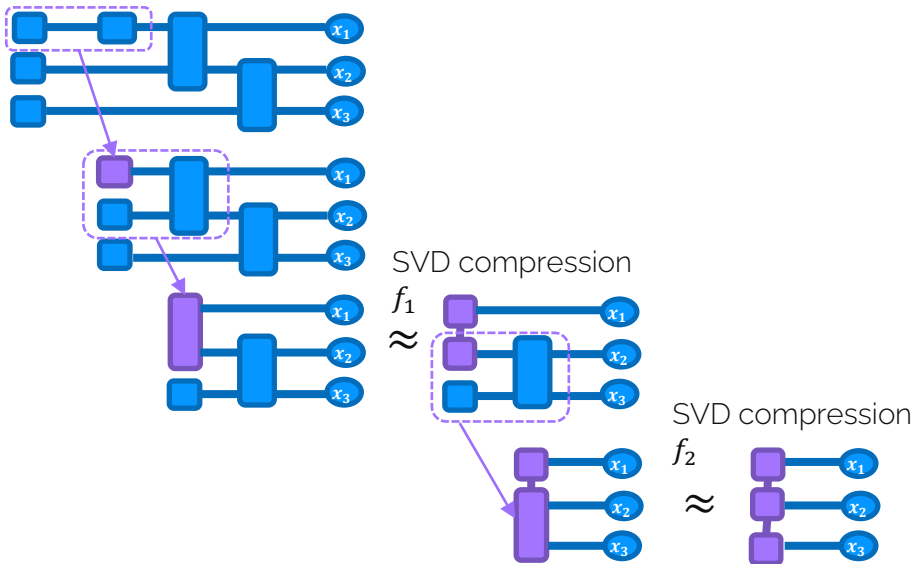 x₁
x₂
x₃
x₁
x₂
x₃
SVD compression
f₁
≈
x₁
x₂
x₃
x₁
x₂
x₃
SVD compression
f₂
≈
x₁
x₂
x₃
x₁
x₂
x₃